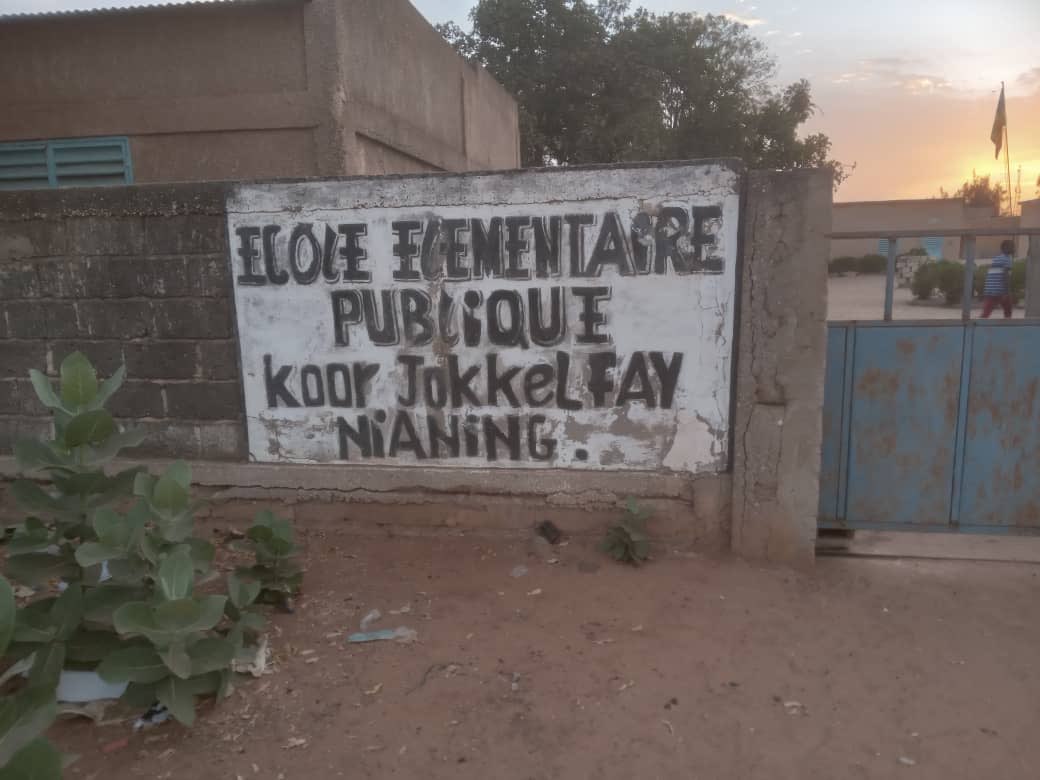 ECOLE ELEMENTAiRE
PUBLiQUE
koor JokkeL FAY
NiANiNG.